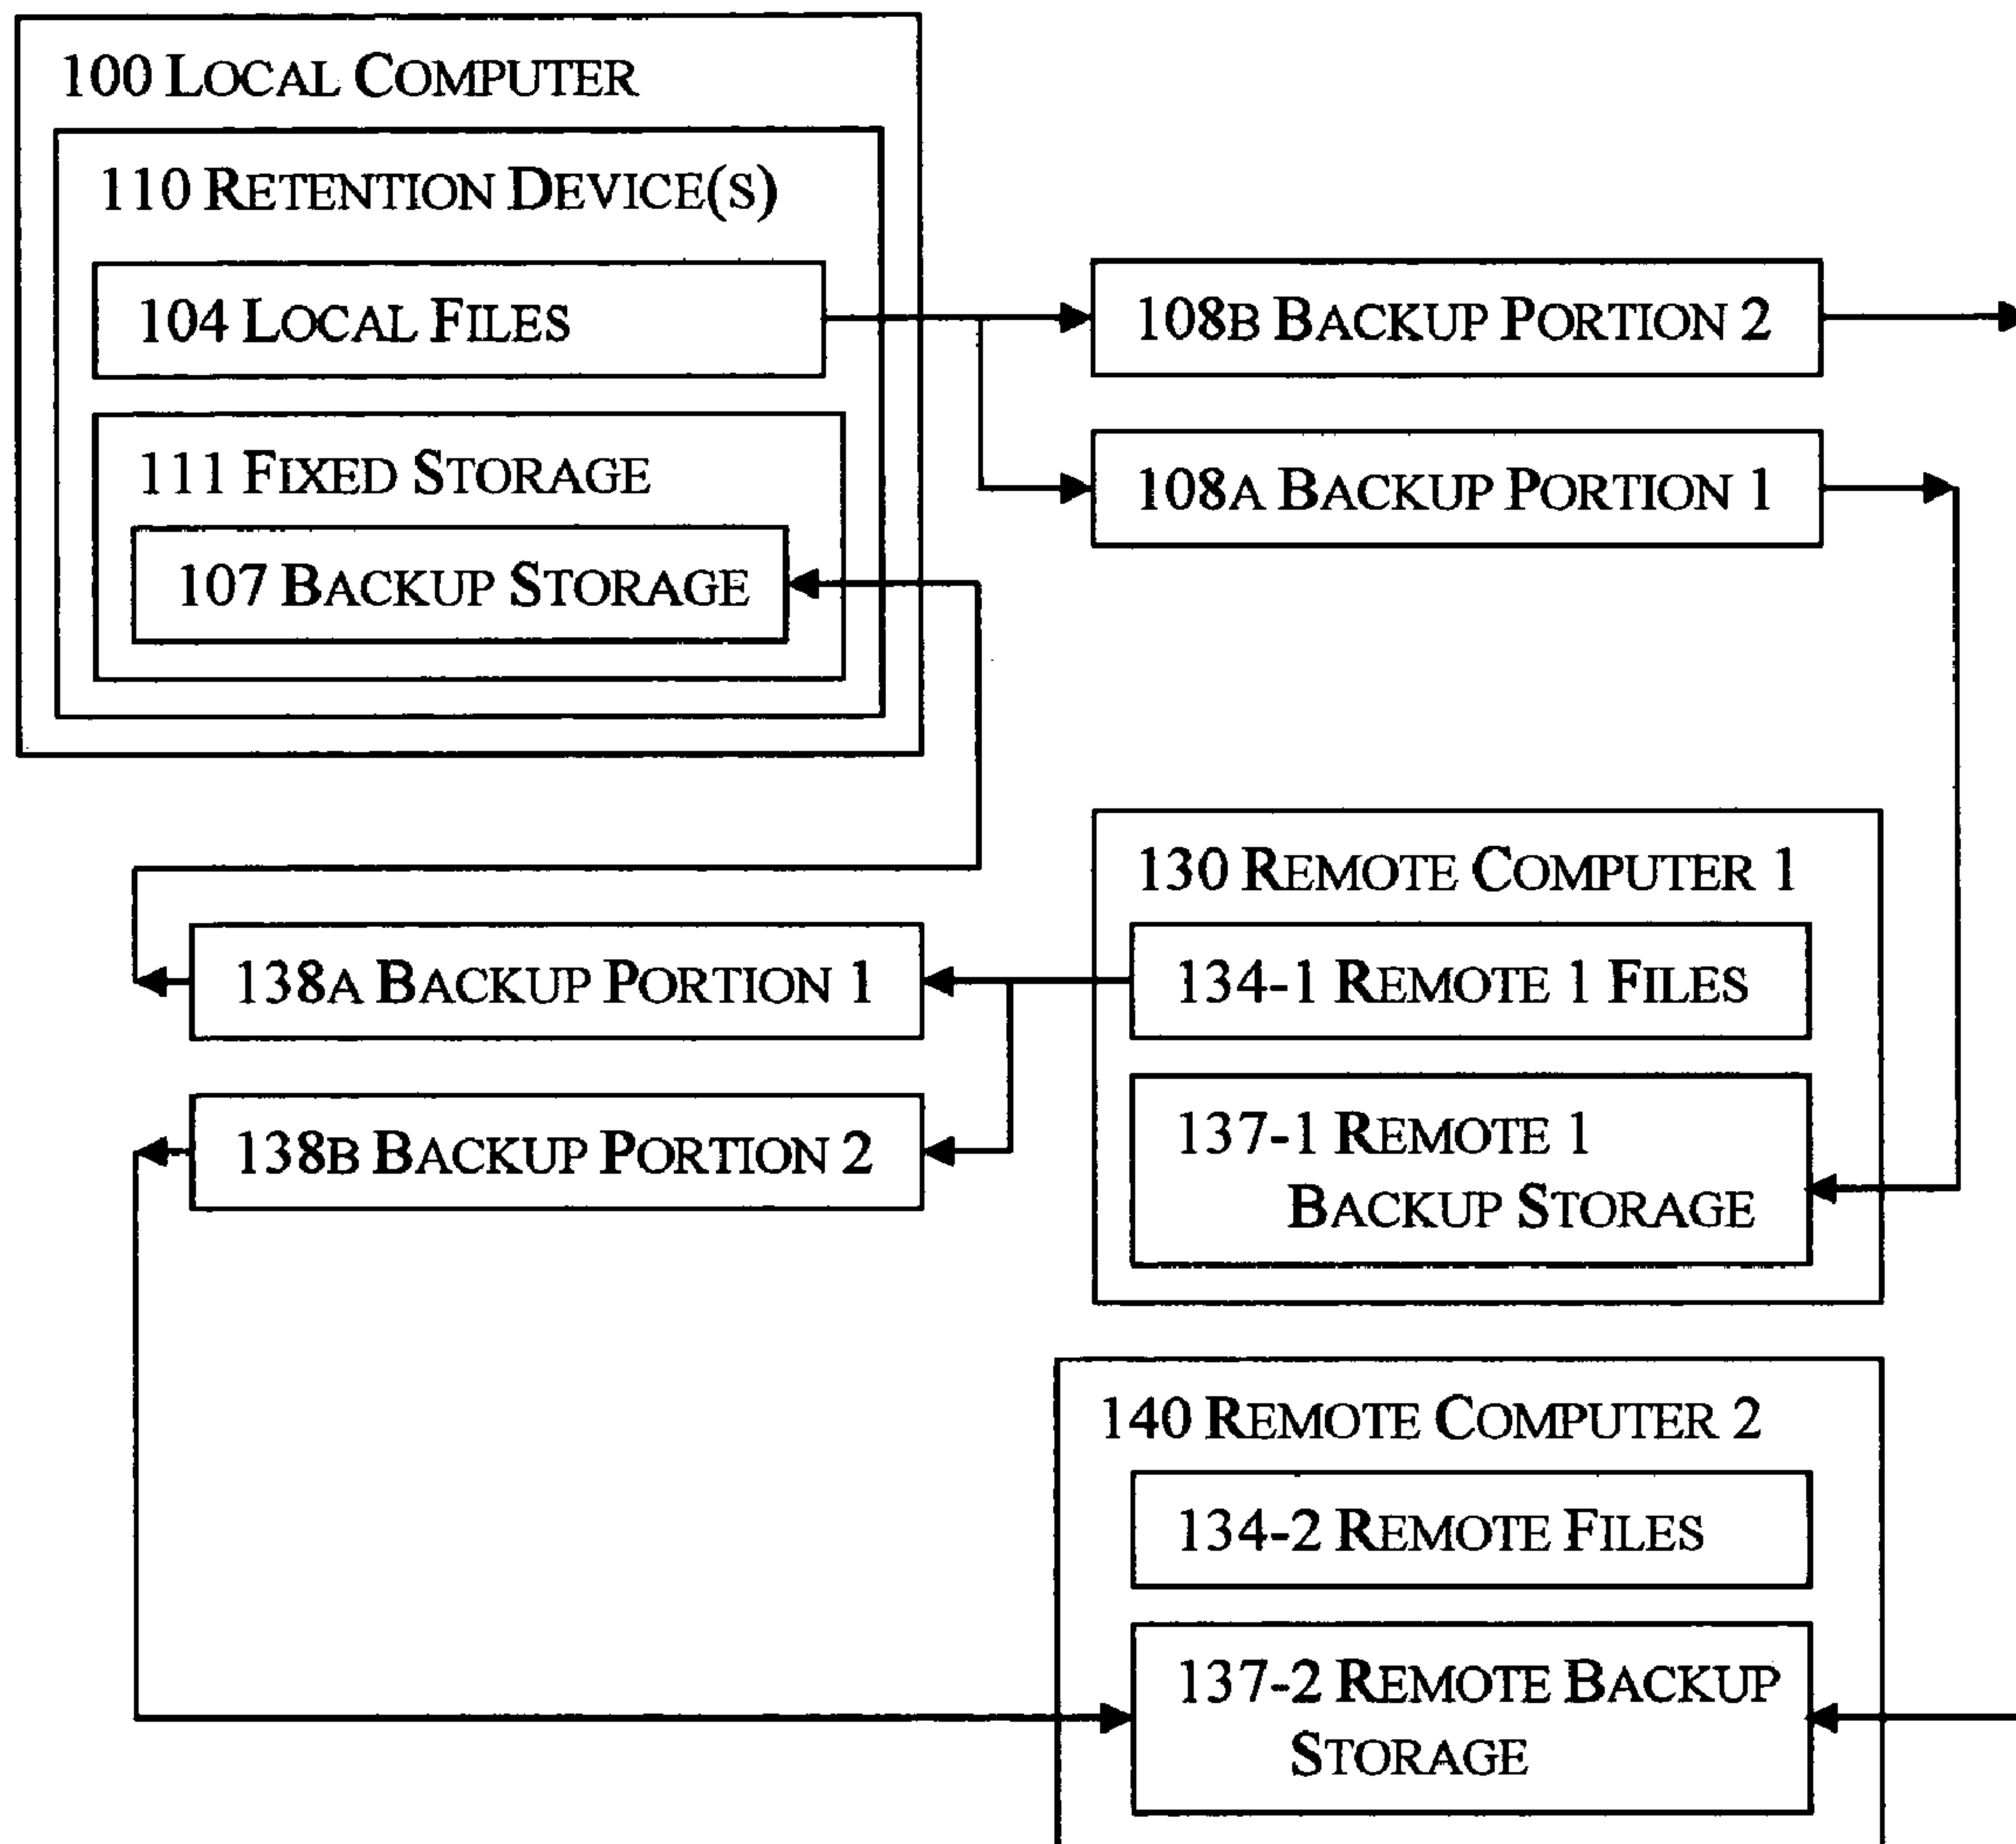 100 LOCAL COMPUTER
110 RETENTION DEVICE(S)
104 LOCAL FILES
111 FIXED STORAGE
107 BACKUP STORAGE
108B BACKUP PORTION 2
108A BACKUP PORTION 1
130 REMOTE COMPUTER 1
134-1 REMOTE 1 FILES
137-1 REMOTE 1
BACKUP STORAGE
138A BACKUP PORTION 1
138B BACKUP PORTION 2
140 REMOTE COMPUTER 2
134-2 REMOTE FILES
137-2 REMOTE BACKUP
STORAGE